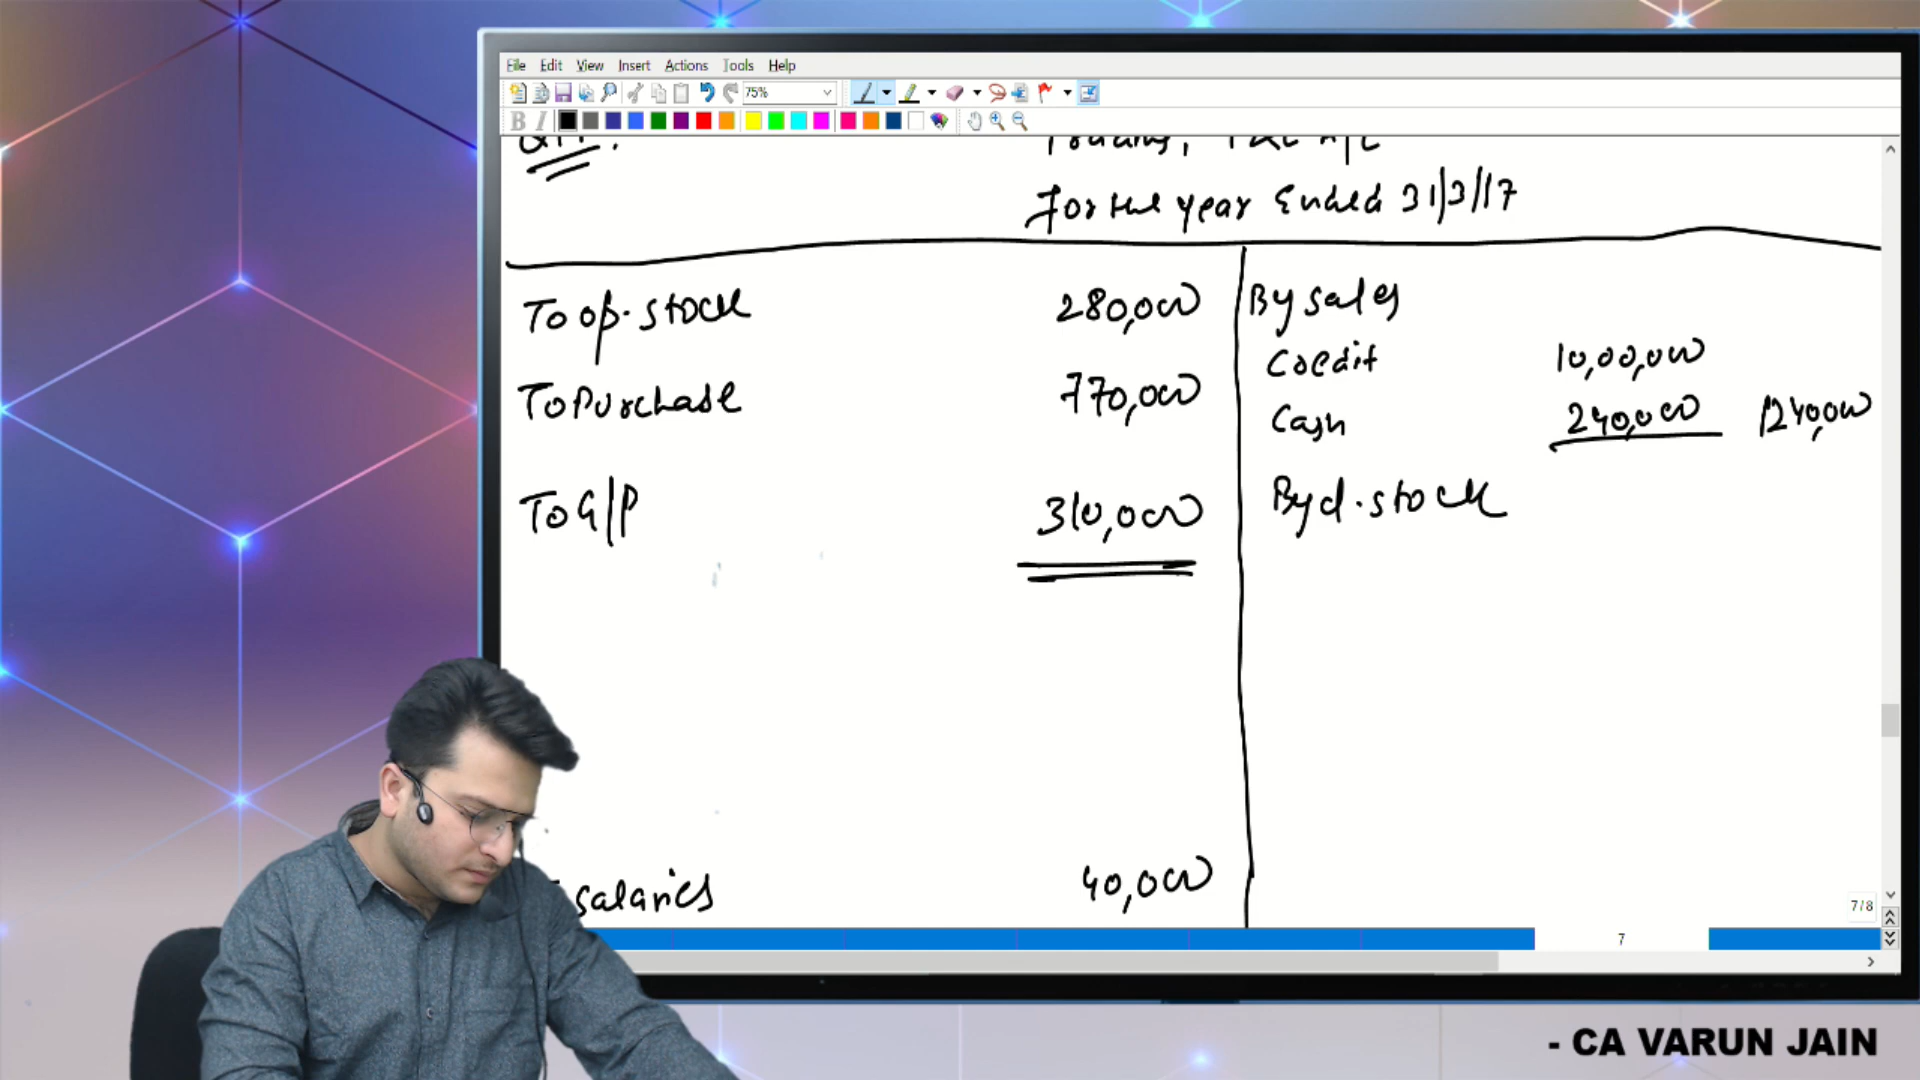 File Edit View Insert Actions Tools Help
75%
B I
Trading, P&L A/c
For the year Ended 31/3/17
To op. stock 280,000 By sales
Credit 10,00,000
To Purchase 770,000 Cash 240,000 1240,000
To G/P 310,000 By cl. stock
salaries 40,000
7/8
7
- CA VARUN JAIN